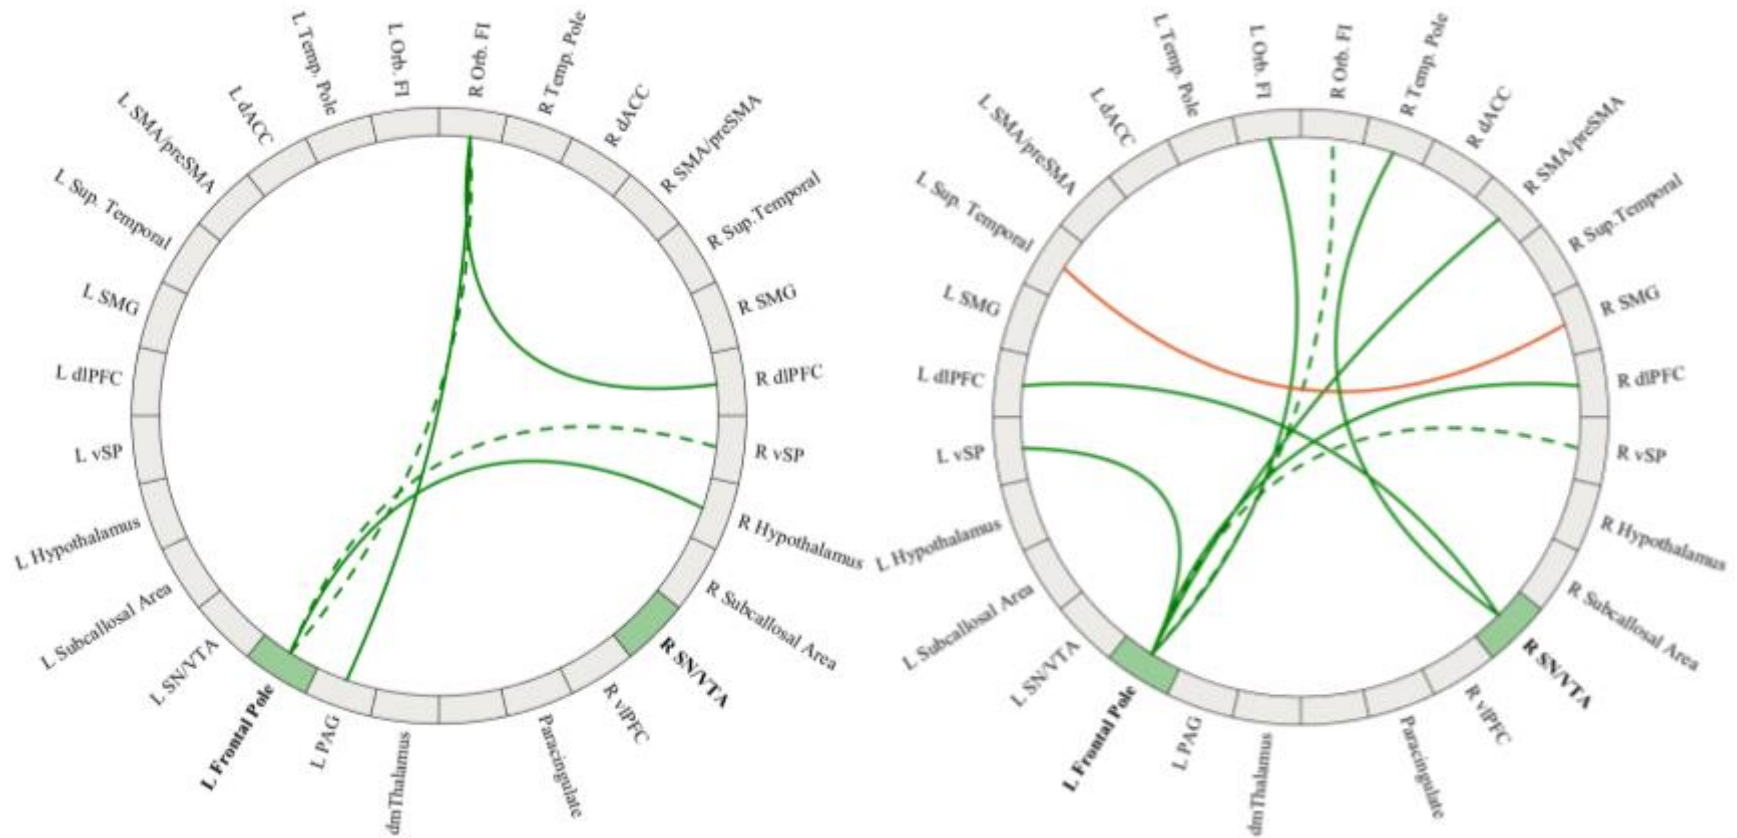 L Temp. Pole
L Orb. FI
R Orb. FI
R Temp. Pole
R dACC
R SMA/preSMA
R Sup.Temporal
R SMG
R dlPFC
R vSP
R Hypothalamus
R Subcallosal Area
R SN/VTA
R vlPFC
Paracingulate
dmThalamus
L PAG
L Frontal Pole
L SN/VTA
L Subcallosal Area
L Hypothalamus
L vSP
L dlPFC
L SMG
L Sup. Temporal
L SMA/preSMA
L dACC
L Temp. Pole
L Orb. FI
R Orb. FI
R Temp. Pole
R dACC
R SMA/preSMA
R Sup.Temporal
R SMG
R dlPFC
R vSP
R Hypothalamus
R Subcallosal Area
R SN/VTA
R vlPFC
Paracingulate
dmThalamus
L PAG
L Frontal Pole
L SN/VTA
L Subcallosal Area
L Hypothalamus
L vSP
L dlPFC
L SMG
L Sup. Temporal
L SMA/preSMA
L dACC